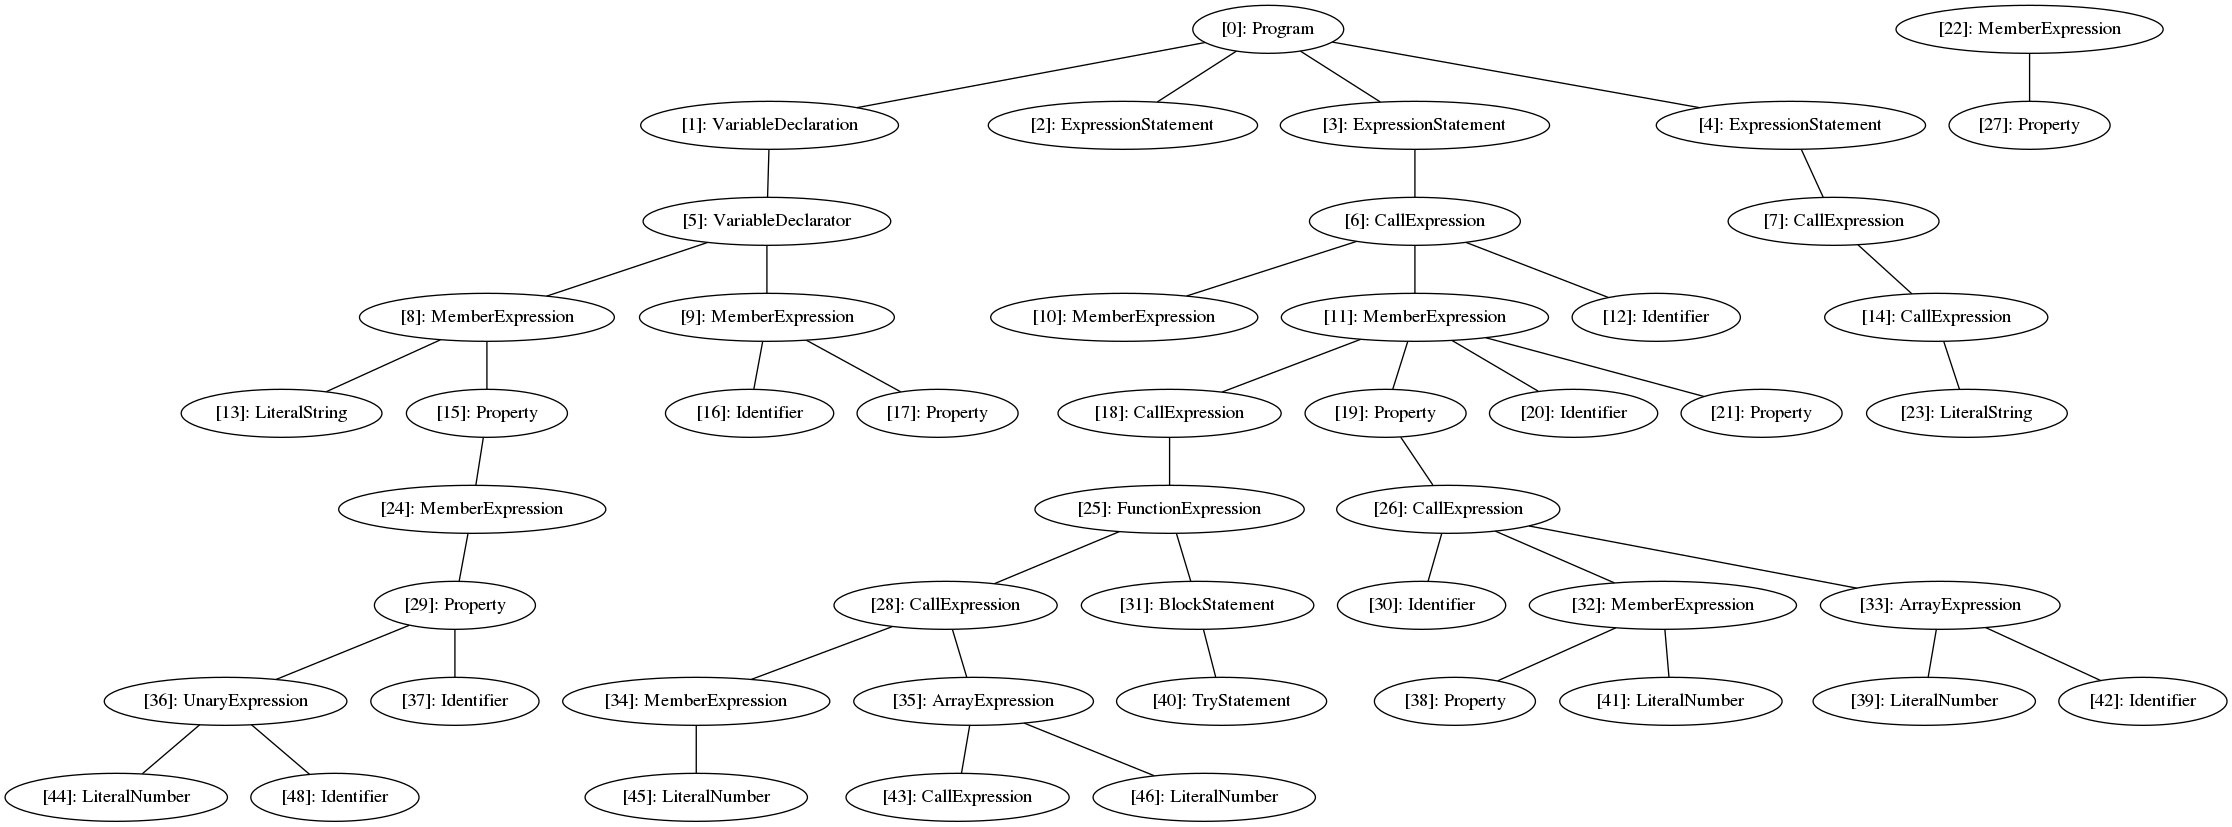 [0]: Program
[22]: MemberExpression
[1]: VariableDeclaration
[2]: ExpressionStatement
[3]: ExpressionStatement
[4]: ExpressionStatement
[27]: Property
[5]: VariableDeclarator
[6]: CallExpression
[7]: CallExpression
[8]: MemberExpression
[9]: MemberExpression
[10]: MemberExpression
[11]: MemberExpression
[12]: Identifier
[14]: CallExpression
[13]: LiteralString
[15]: Property
[16]: Identifier
[17]: Property
[18]: CallExpression
[19]: Property
[20]: Identifier
[21]: Property
[23]: LiteralString
[24]: MemberExpression
[25]: FunctionExpression
[26]: CallExpression
[29]: Property
[28]: CallExpression
[31]: BlockStatement
[30]: Identifier
[32]: MemberExpression
[33]: ArrayExpression
[36]: UnaryExpression
[37]: Identifier
[34]: MemberExpression
[35]: ArrayExpression
[40]: TryStatement
[38]: Property
[41]: LiteralNumber
[39]: LiteralNumber
[42]: Identifier
[44]: LiteralNumber
[48]: Identifier
[45]: LiteralNumber
[43]: CallExpression
[46]: LiteralNumber